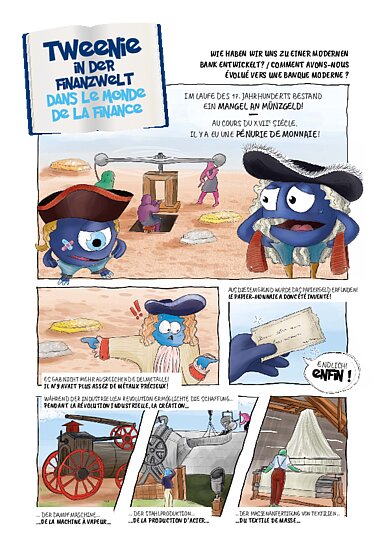 TWEENIE
IN DER
FINANZWELT
DANS LE MONDE
DE LA FINANCE
WIE HABEN WIR UNS ZU EINER MODERNEN
BANK ENTWICKELT? / COMMENT AVONS-NOUS
ÉVOLUÉ VERS UNE BANQUE MODERNE ?
IM LAUFE DES 17. JAHRHUNDERTS BESTAND
EIN MANGEL AN MÜNZGELD!
AU COURS DU XVIIE SIÈCLE,
IL Y A EU UNE PÉNURIE DE MONNAIE!
!!
ES GAB NICHT MEHR AUSREICHEND EDELMETALLE!
IL N'Y AVAIT PLUS ASSEZ DE MÉTAUX PRÉCIEUX!
AUS DIESEM GRUND WURDE DAS PAPIERGELD ERFUNDEN!
LE PAPIER-MONNAIE A DONC ÉTÉ INVENTÉ!
ENDLICH!
ENFIN !
WÄHREND DER INDUSTRIELLEN REVOLUTION ERMÖGLICHTE DIE SCHAFFUNG...
PENDANT LA RÉVOLUTION INDUSTRIELLE, LA CRÉATION...
... DER DAMPFMASCHINE...
...DE LA MACHINE À VAPEUR...
... DER STAHLPRODUKTION...
...DE LA PRODUCTION D'ACIER...
... DER MASSENANFERTIGUNG VON TEXTILIEN...
...DU TEXTILE DE MASSE...